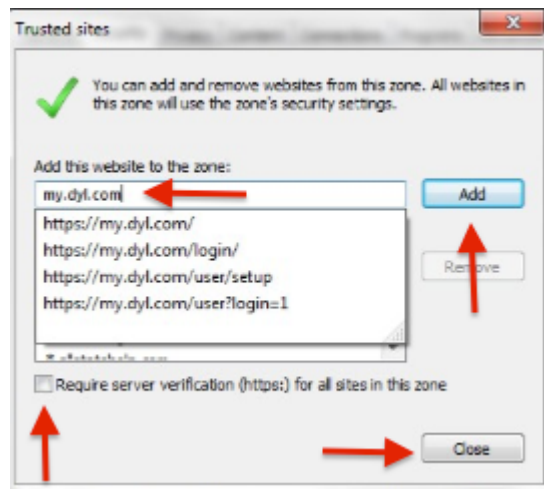 Trusted sites
You can add and remove websites from this zone. All websites in
this zone will use the zone's security settings.
Add this website to the zone:
my.dyl.com
Add
https://my.dyl.com/
https://my.dyl.com/login/
Remove
https://my.dyl.com/user/setup
https://my.dyl.com/user?login=1
Require server verification (https:) for all sites in this zone
Close